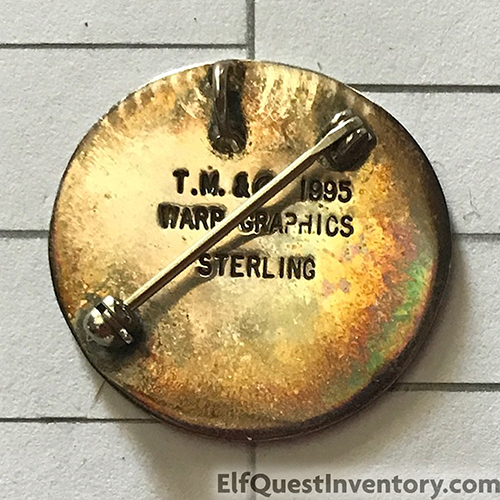 T.M. & © 1995
WARP GRAPHICS
STERLING
ElfQuestInventory.com